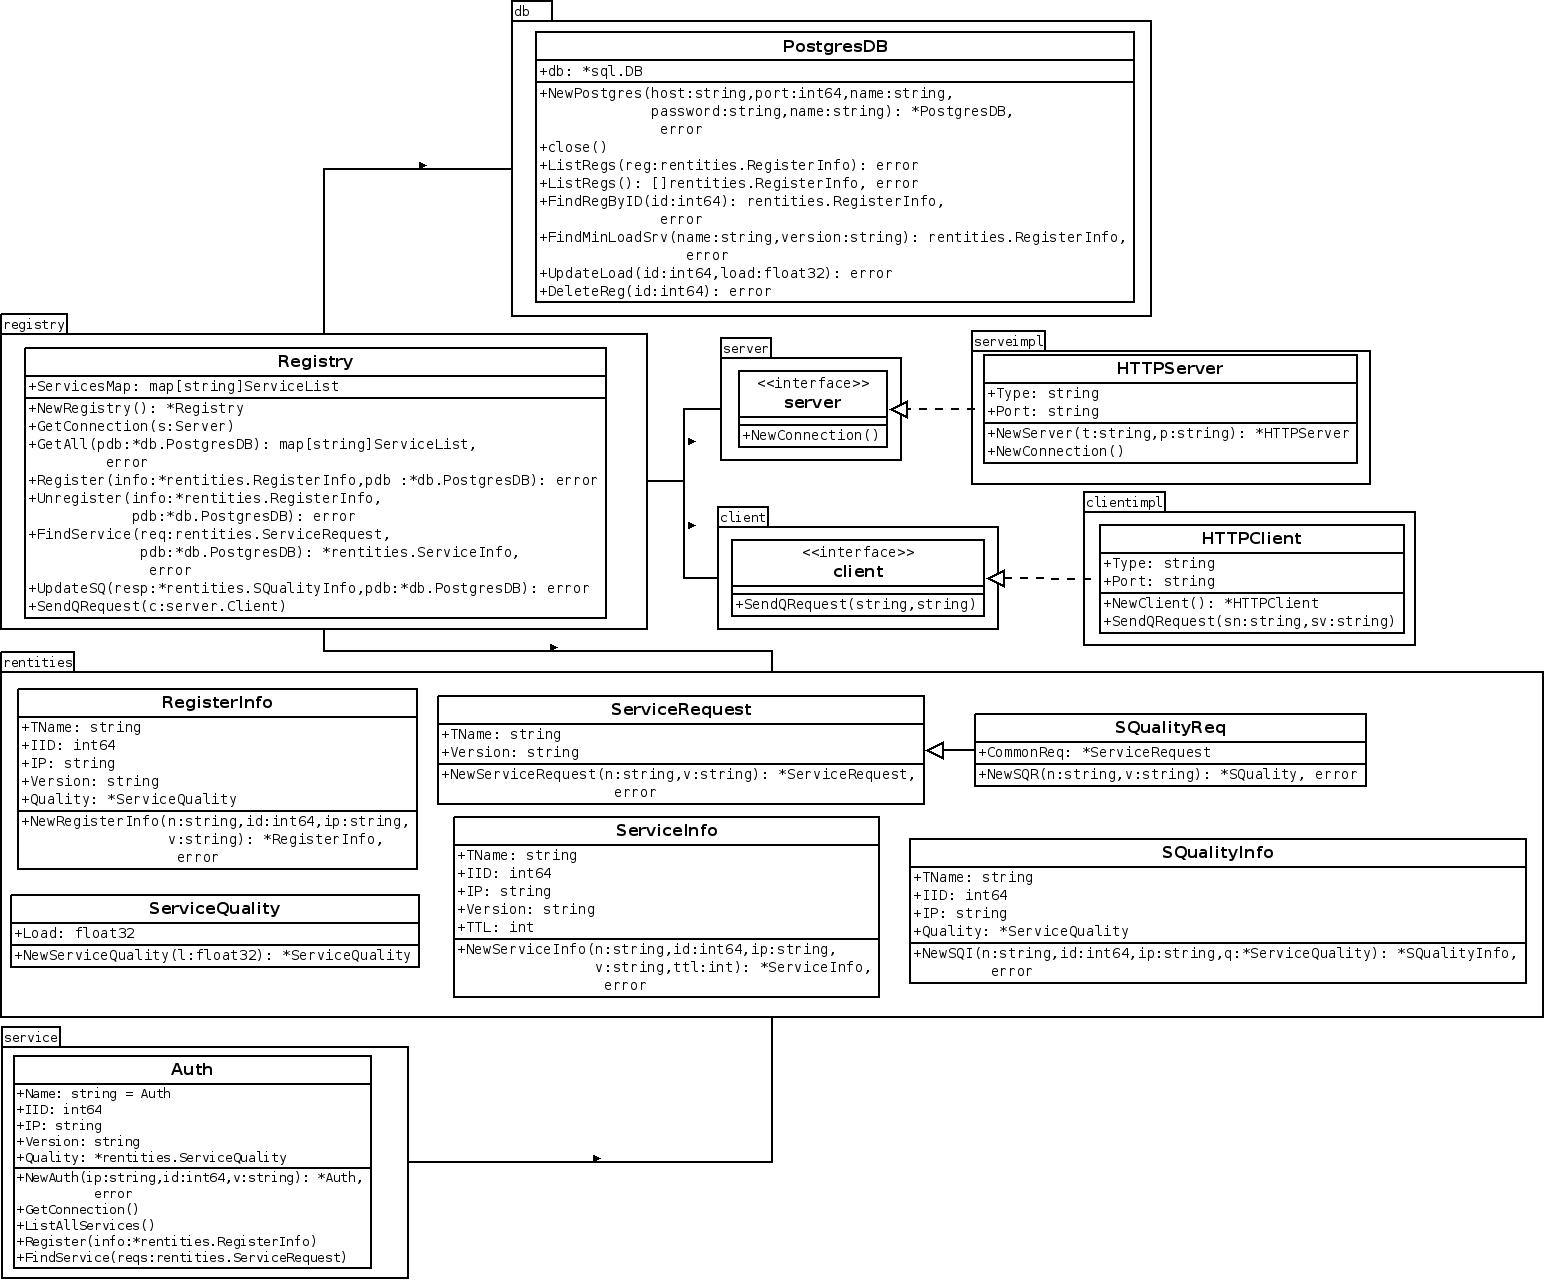 db
PostgresDB
+db: *sql.DB
+NewPostgres(host:string,port:int64,name:string,
password:string,name:string): *PostgresDB,
error
+close()
+ListRegs(reg:rentities.RegisterInfo): error
+ListRegs(): []rentities.RegisterInfo, error
+FindRegByID(id:int64): rentities.RegisterInfo,
error
+FindMinLoadSrv(name:string,version:string): rentities.RegisterInfo,
error
+UpdateLoad(id:int64,load:float32): error
+DeleteReg(id:int64): error
registry
Registry
+ServicesMap: map[string]ServiceList
+NewRegistry(): *Registry
+GetConnection(s:Server)
+GetAll(pdb:*db.PostgresDB): map[string]ServiceList,
error
+Register(info:*rentities.RegisterInfo,pdb :*db.PostgresDB): error
+Unregister(info:*rentities.RegisterInfo,
pdb:*db.PostgresDB): error
+FindService(req:rentities.ServiceRequest,
pdb:*db.PostgresDB): *rentities.ServiceInfo,
error
+UpdateSQ(resp:*rentities.SQualityInfo,pdb:*db.PostgresDB): error
+SendQRequest(c:server.Client)
server
<<interface>>
server
+NewConnection()
serveimpl
HTTPServer
+Type: string
+Port: string
+NewServer(t:string,p:string): *HTTPServer
+NewConnection()
client
<<interface>>
client
+SendQRequest(string,string)
clientimpl
HTTPClient
+Type: string
+Port: string
+NewClient(): *HTTPClient
+SendQRequest(sn:string,sv:string)
rentities
RegisterInfo
+TName: string
+IID: int64
+IP: string
+Version: string
+Quality: *ServiceQuality
+NewRegisterInfo(n:string,id:int64,ip:string,
v:string): *RegisterInfo,
error
ServiceRequest
+TName: string
+Version: string
+NewServiceRequest(n:string,v:string): *ServiceRequest,
error
SQualityReq
+CommonReq: *ServiceRequest
+NewSQR(n:string,v:string): *SQuality, error
ServiceQuality
+Load: float32
+NewServiceQuality(l:float32): *ServiceQuality
ServiceInfo
+TName: string
+IID: int64
+IP: string
+Version: string
+TTL: int
+NewServiceInfo(n:string,id:int64,ip:string,
v:string,ttl:int): *ServiceInfo,
error
SQualityInfo
+TName: string
+IID: int64
+IP: string
+Quality: *ServiceQuality
+NewSQI(n:string,id:int64,ip:string,q:*ServiceQuality): *SQualityInfo,
error
service
Auth
+Name: string = Auth
+IID: int64
+IP: string
+Version: string
+Quality: *rentities.ServiceQuality
+NewAuth(ip:string,id:int64,v:string): *Auth,
error
+GetConnection()
+ListAllServices()
+Register(info:*rentities.RegisterInfo)
+FindService(reqs:rentities.ServiceRequest)